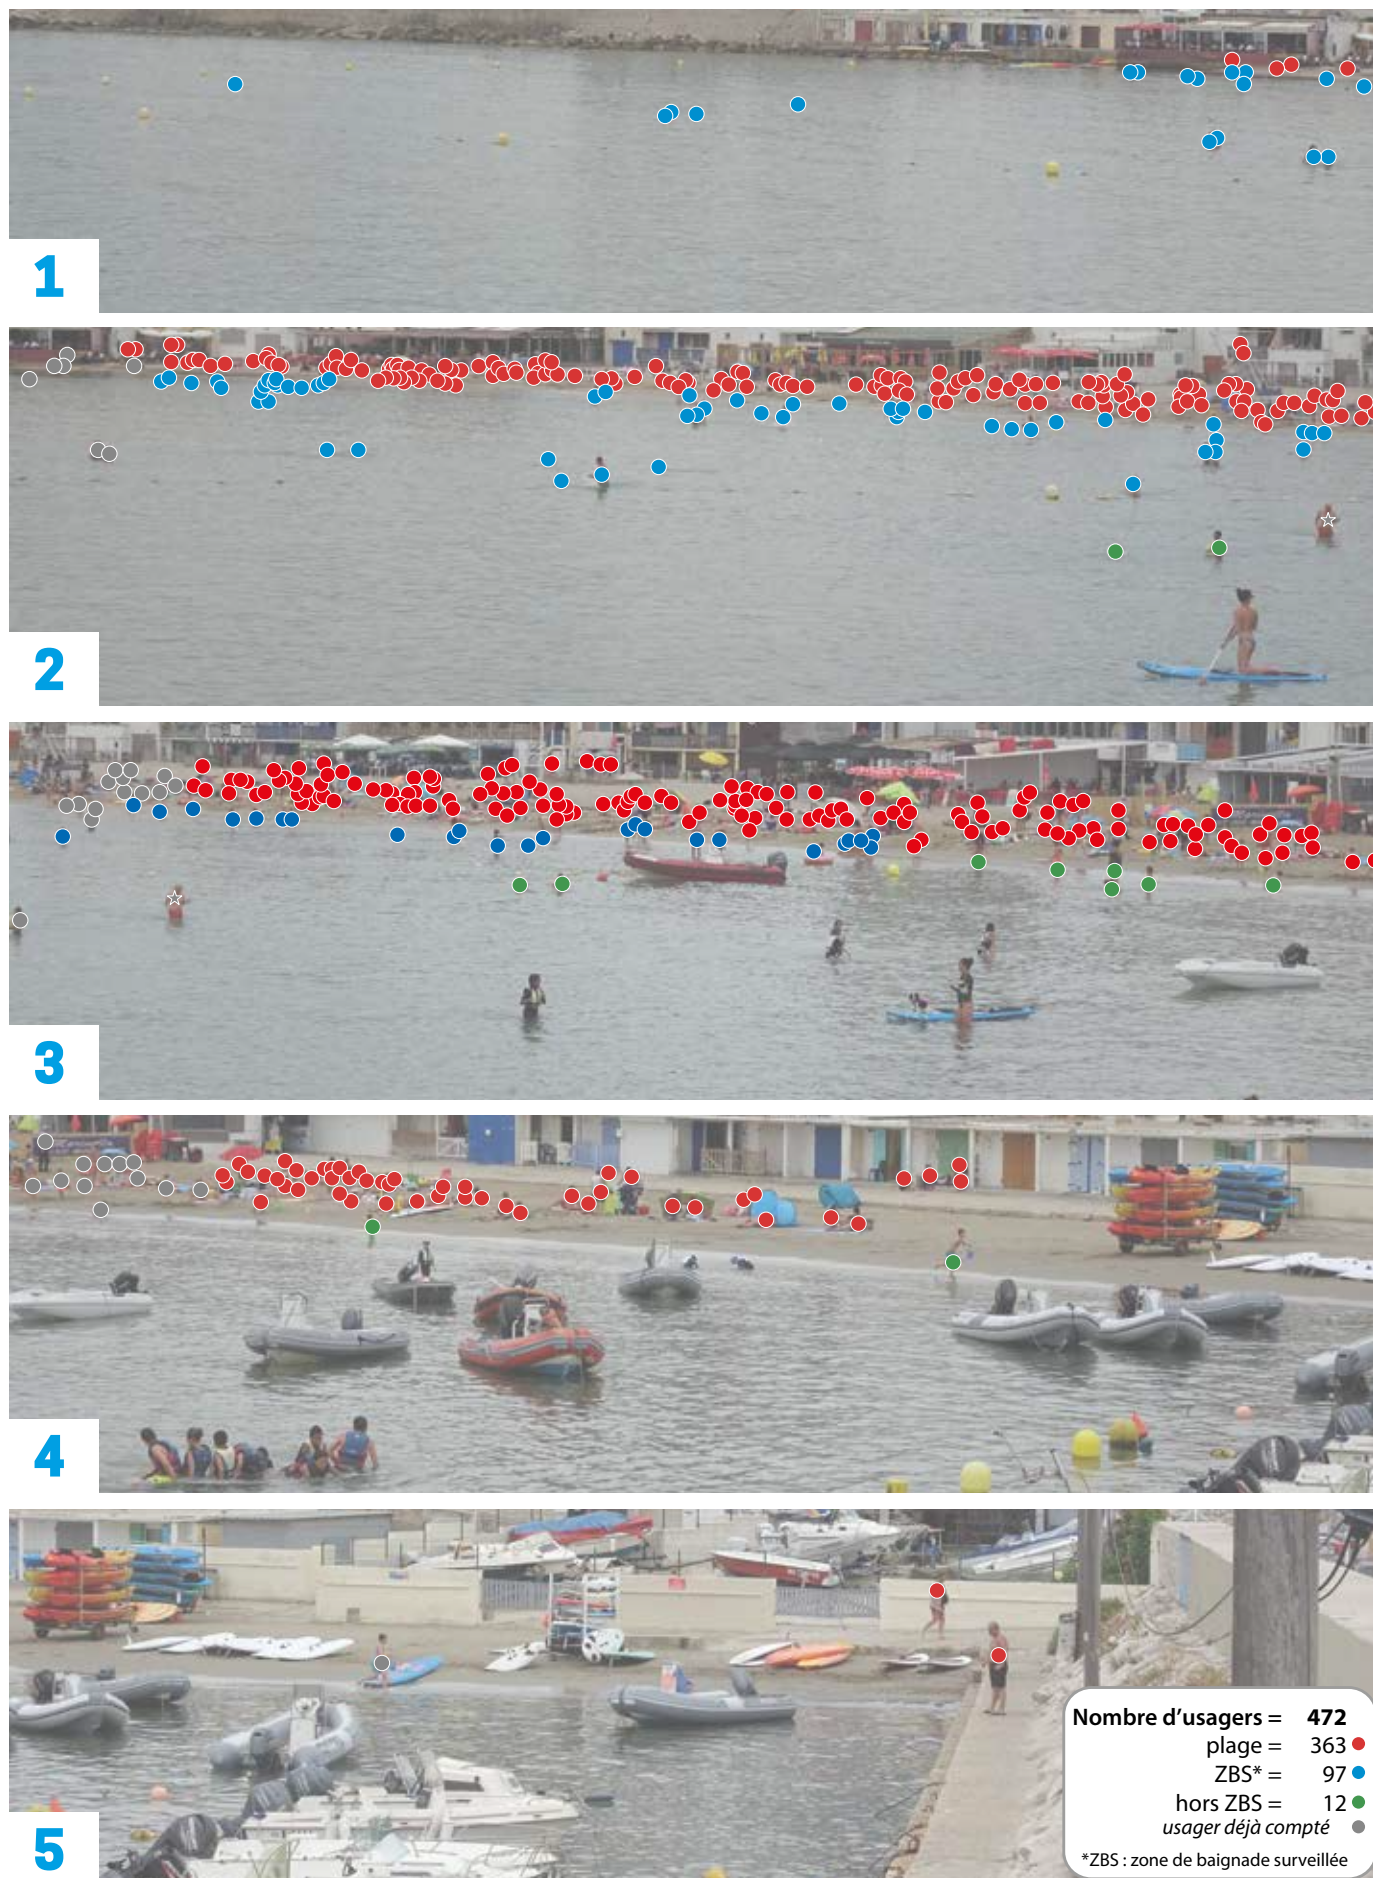 1
2
3
4
5
Nombre d'usagers = 472
plage = 363
ZBS* = 97
hors ZBS = 12
usager déjà compté
*ZBS : zone de baignade surveillée